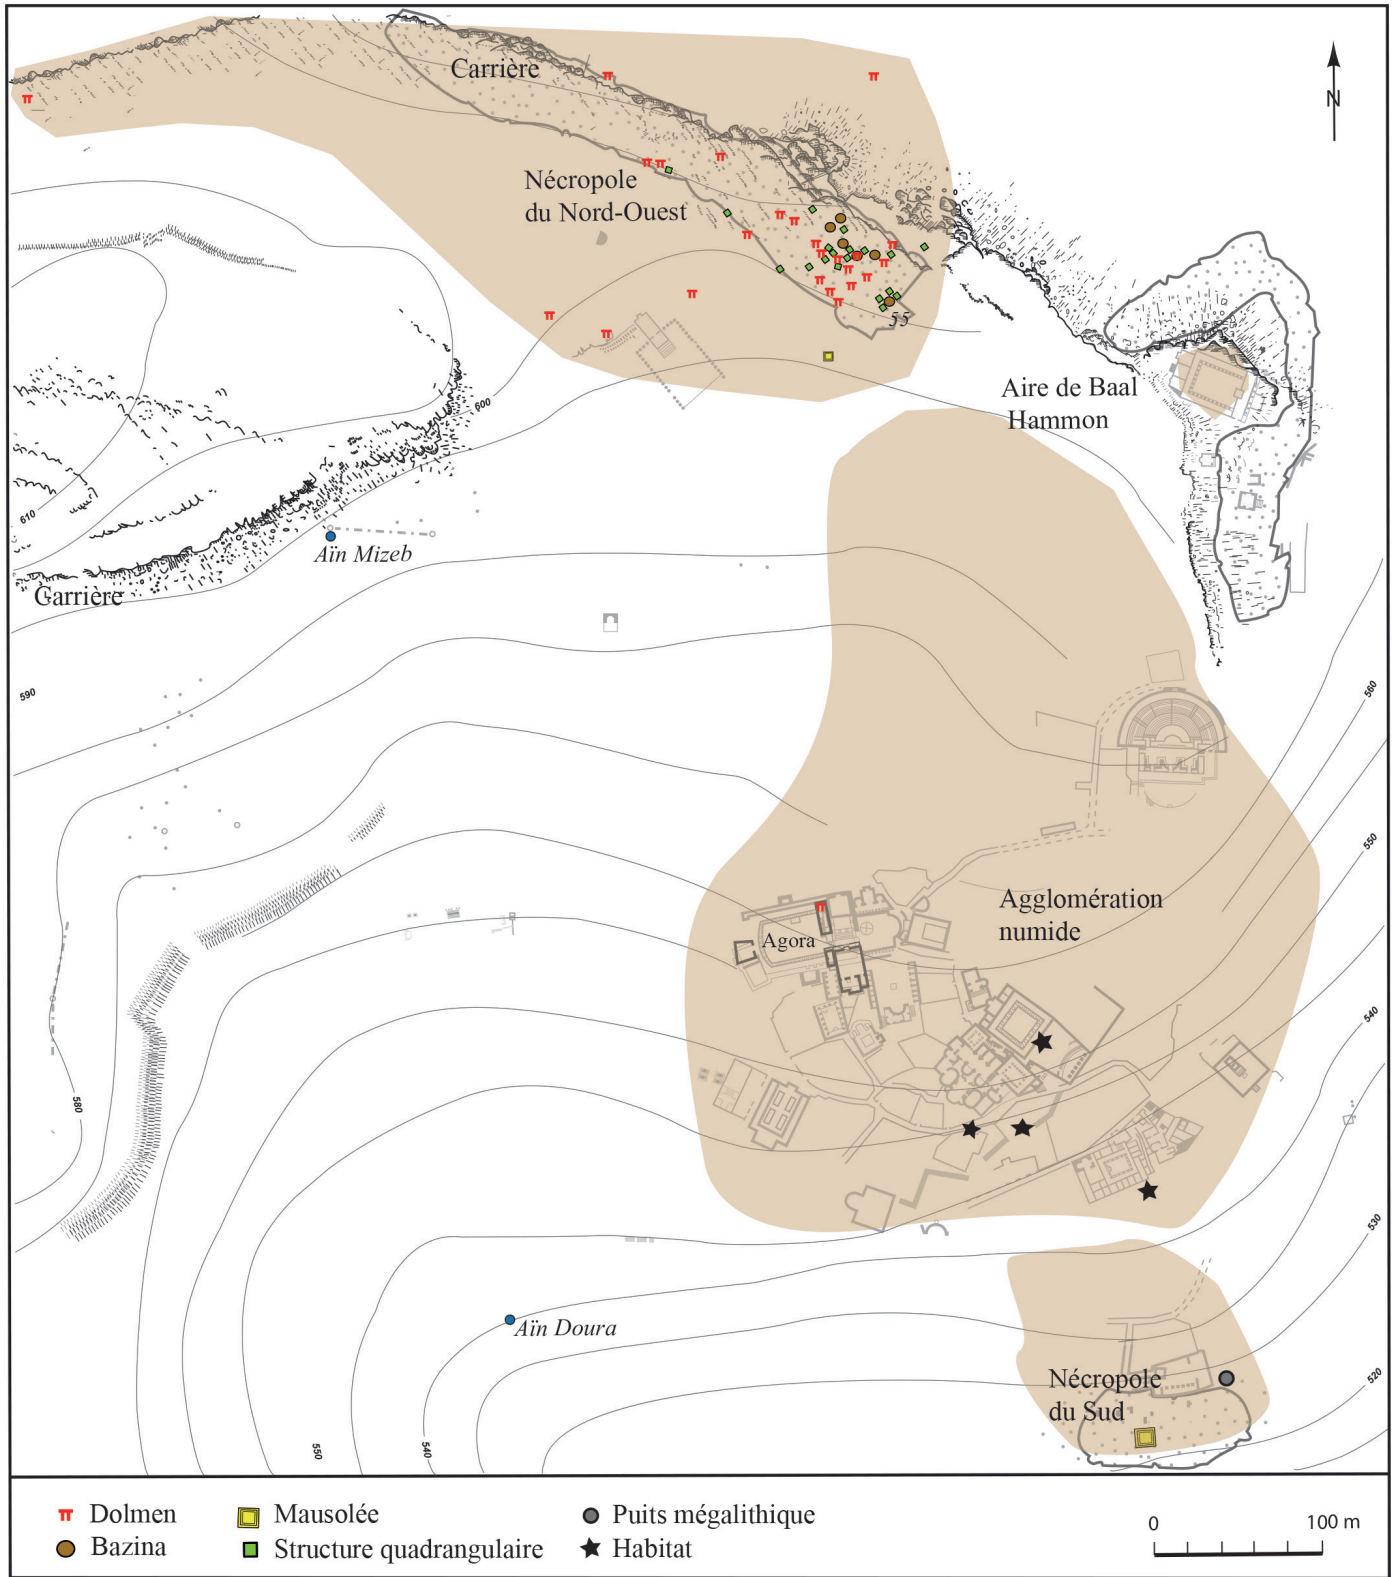 Carrière
N
Nécropole
du Nord-Ouest
55
Aire de Baal
Hammon
600
610
Aïn Mizeb
Carrière
590
560
550
Agglomération
numide
Agora
540
580
530
Aïn Doura
Nécropole
du Sud
520
550
540
Dolmen
Mausolée
Puits mégalithique
0
100 m
Bazina
Structure quadrangulaire
Habitat